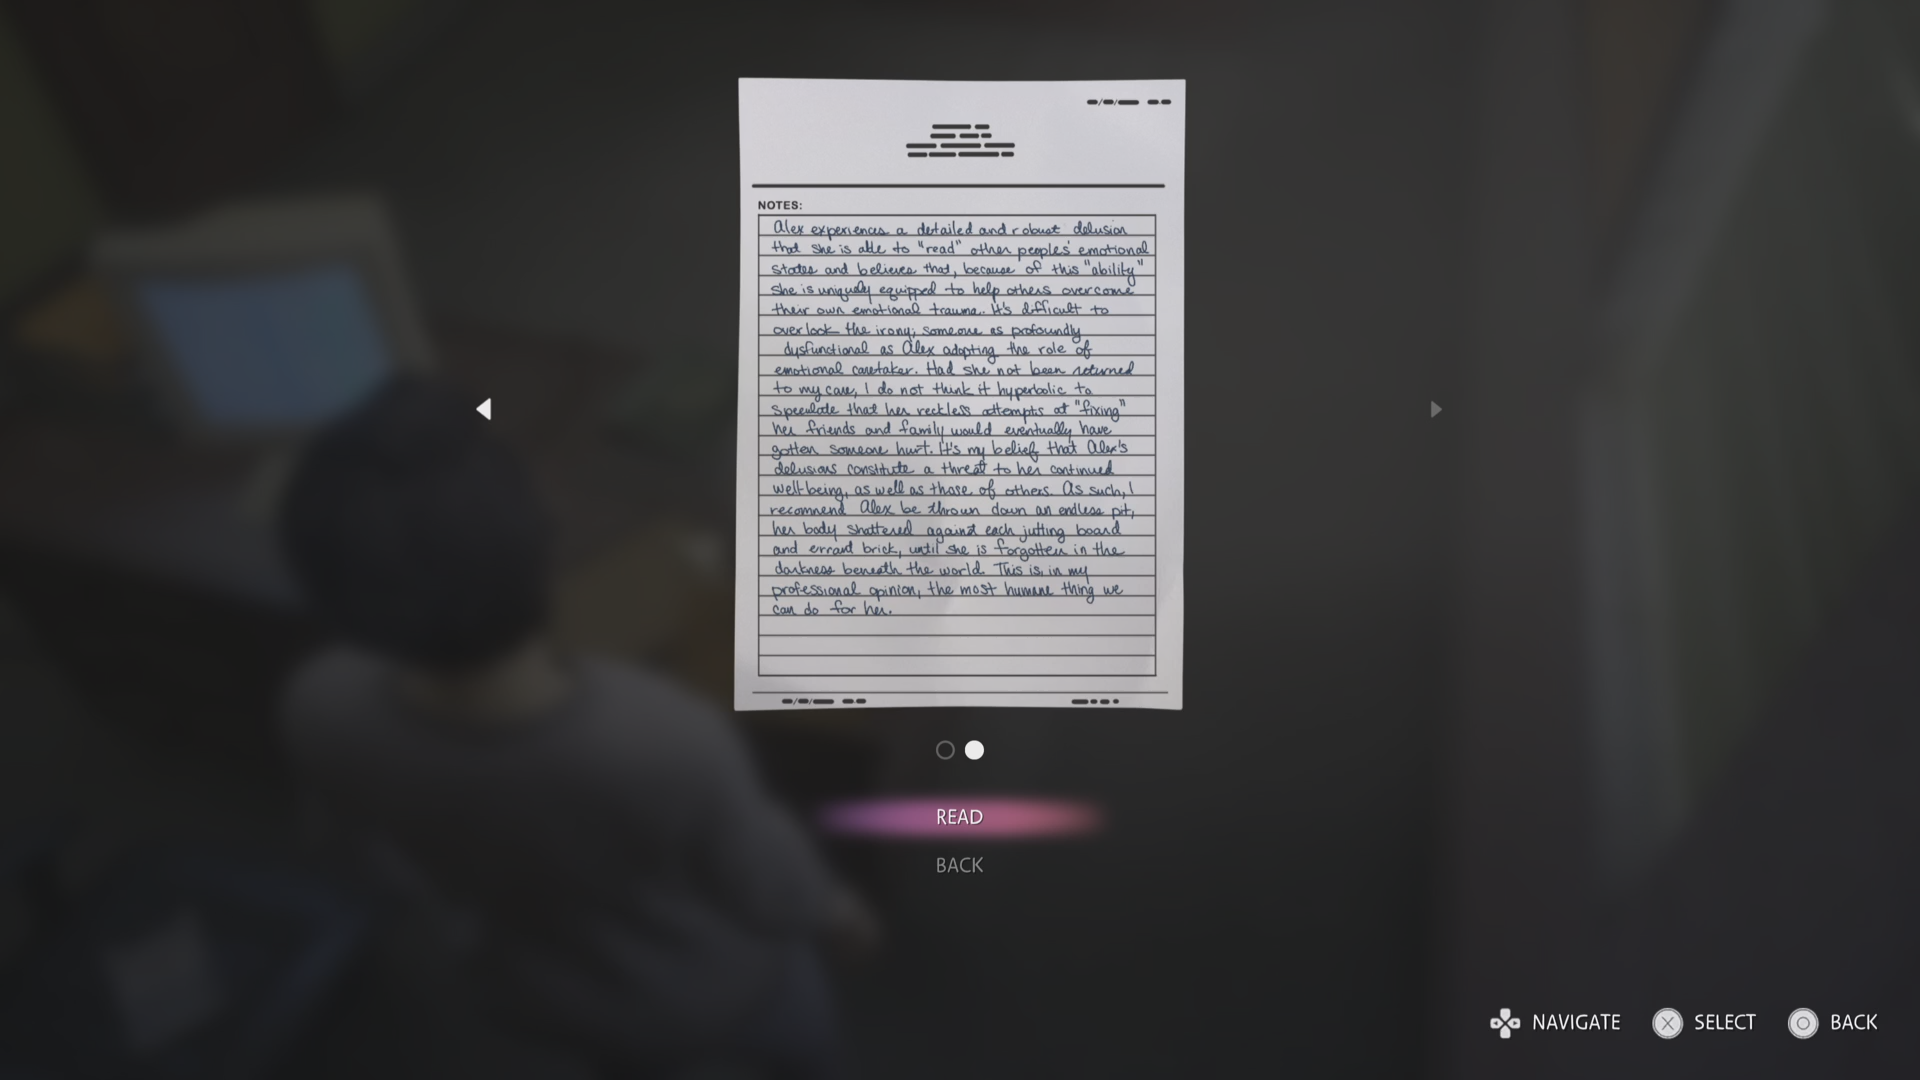 NOTES:
Alex experiences a detailed and robust delusion
that she is able to "read" other peoples' emotional
states and believes that, because of this "ability"
she is uniquely equipped to help others overcome
their own emotional trauma. It's difficult to
overlook the irony; someone as profoundly
dysfunctional as Alex adopting the role of
emotional caretaker. Had she not been returned
to my care, I do not think it hyperbolic to
speculate that her reckless attempts at "fixing"
her friends and family would eventually have
gotten someone hurt. It's my belief that Alex's
delusions constitute a threat to her continued
well-being, as well as those of others. As such, I
recommend Alex be thrown down an endless pit,
her body shattered against each jutting board
and errant brick, until she is forgotten in the
darkness beneath the world. This is, in my
professional opinion, the most humane thing we
can do for her.
READ
BACK
NAVIGATE SELECT BACK